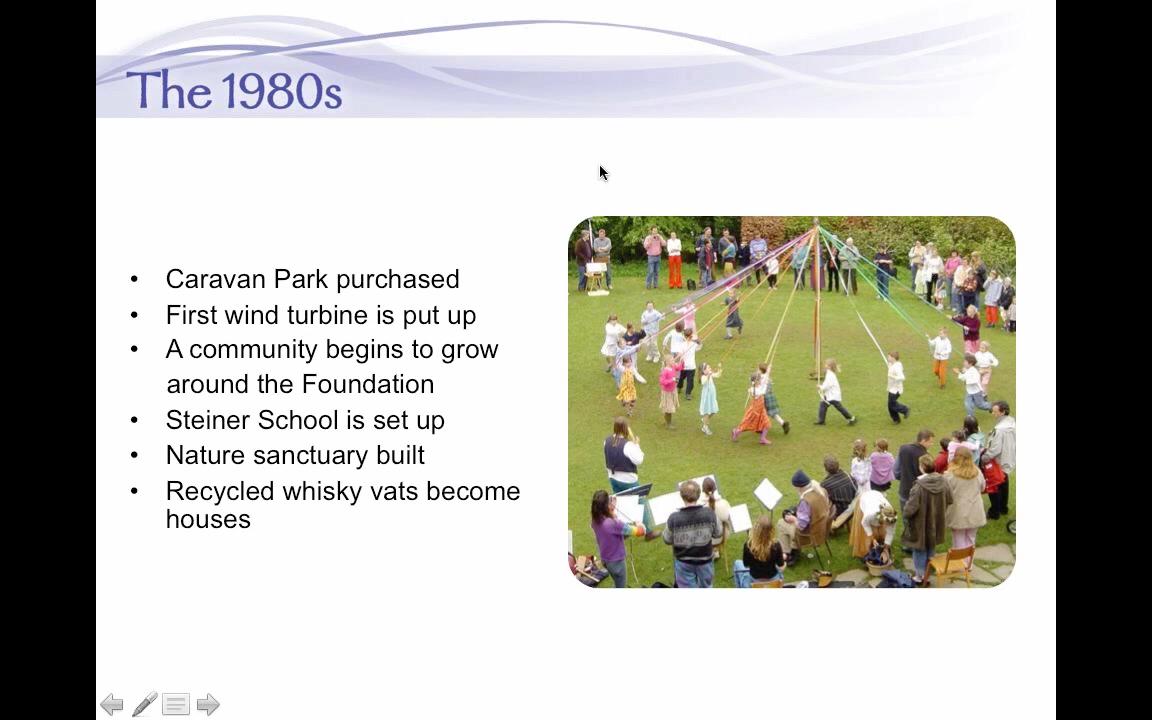 The 1980s
• Caravan Park purchased
• First wind turbine is put up
• A community begins to grow
around the Foundation
• Steiner School is set up
• Nature sanctuary built
• Recycled whisky vats become
houses